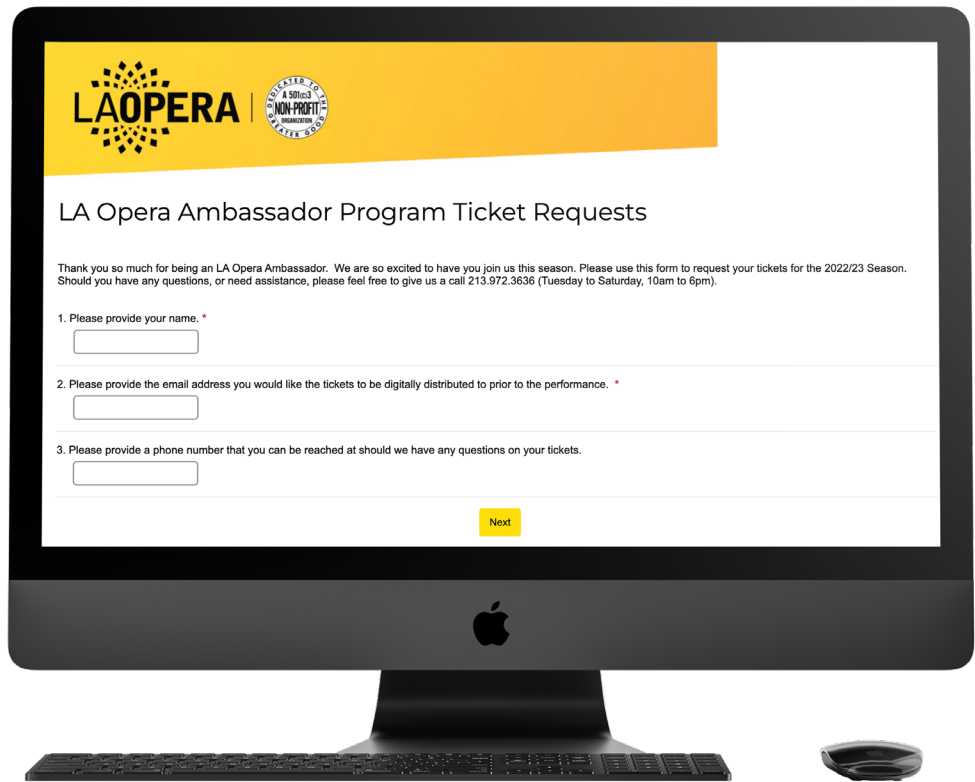 LAOPERA
DEDICATED TO THE
A 501(c)3
NON-PROFIT
ORGANIZATION
GREATER GOOD
LA Opera Ambassador Program Ticket Requests
Thank you so much for being an LA Opera Ambassador.  We are so excited to have you join us this season. Please use this form to request your tickets for the 2022/23 Season.
Should you have any questions, or need assistance, please feel free to give us a call 213.972.3636 (Tuesday to Saturday, 10am to 6pm).
1. Please provide your name. *
2. Please provide the email address you would like the tickets to be digitally distributed to prior to the performance. *
3. Please provide a phone number that you can be reached at should we have any questions on your tickets.
Next